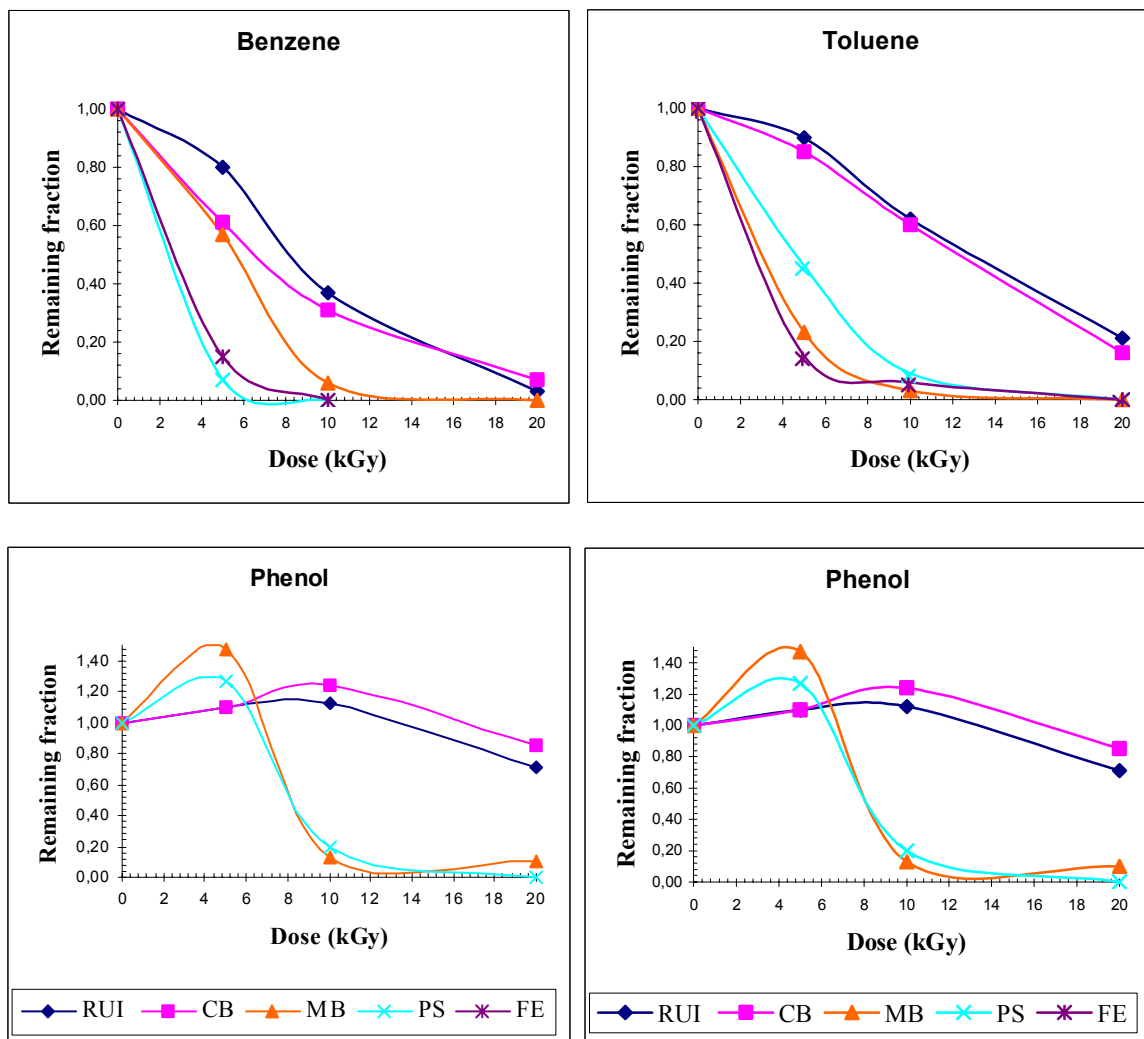 Benzene
Remaining fraction
1,00
0,80
0,60
0,40
0,20
0,00
0 2 4 6 8 10 12 14 16 18 20
Dose (kGy)
Toluene
Remaining fraction
1,00
0,80
0,60
0,40
0,20
0,00
0 2 4 6 8 10 12 14 16 18 20
Dose (kGy)
Phenol
Remaining fraction
1,40
1,20
1,00
0,80
0,60
0,40
0,20
0,00
0 2 4 6 8 10 12 14 16 18 20
Dose (kGy)
RUI CB MB PS FE
Phenol
Remaining fraction
1,40
1,20
1,00
0,80
0,60
0,40
0,20
0,00
0 2 4 6 8 10 12 14 16 18 20
Dose (kGy)
RUI CB MB PS FE